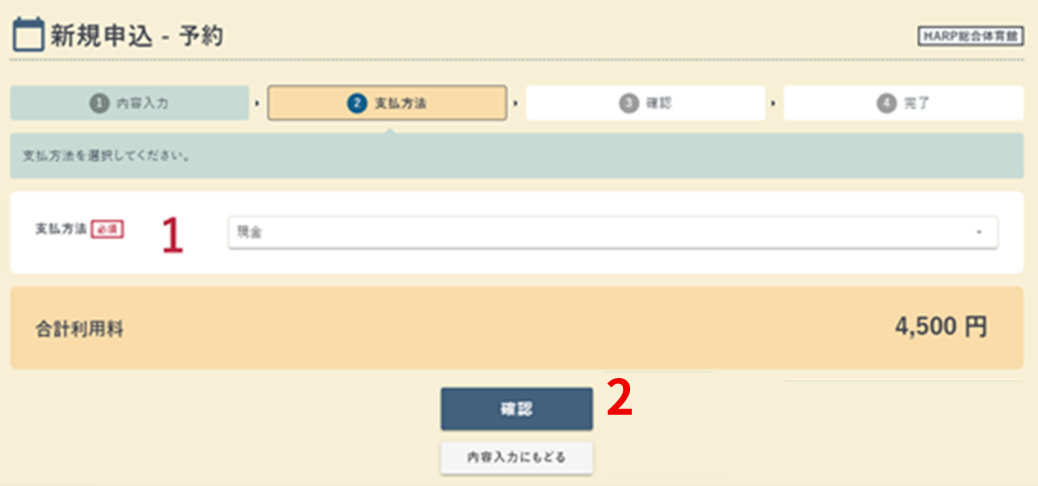 新規申込 - 予約
HARP総合体育館
1 内容入力
2 支払方法
3 確認
4 完了
支払方法を選択してください。
支払方法 必須
1
現金
合計利用料
4,500 円
確認
2
内容入力にもどる